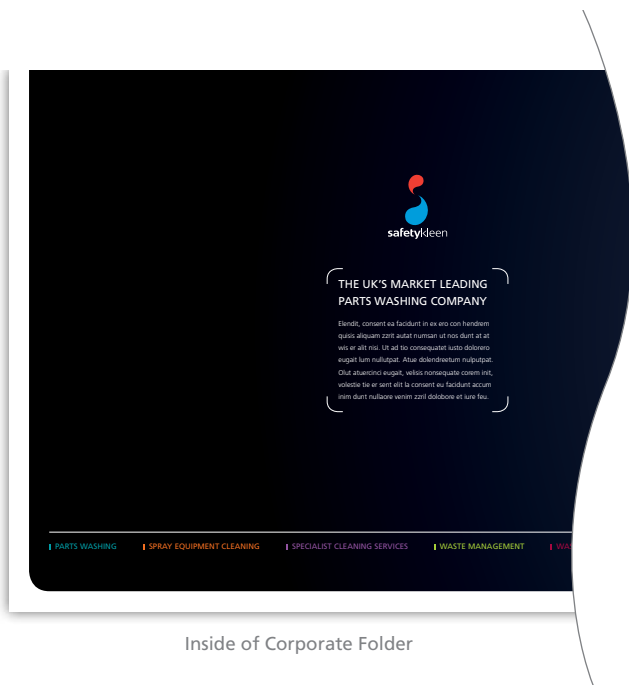 safetykleen
THE UK'S MARKET LEADING
PARTS WASHING COMPANY
Elendit, consent ea facidunt in ex ero con hendrem
quisis aliquam zzrit autat numsan ut nos dunt at at
wis er alit nisi. Ut ad tio consequatet iusto dolorero
eugait lum nullutpat. Atue dolendreetum nulputpat.
Olut atuercinci eugait, velisis nonsequate corem init,
volestie tie er sent elit la consent eu facidunt accum
inim dunt nullaore venim zzril dolobore et iure feu.
PARTS WASHING SPRAY EQUIPMENT CLEANING SPECIALIST CLEANING SERVICES WASTE MANAGEMENT
Inside of Corporate Folder